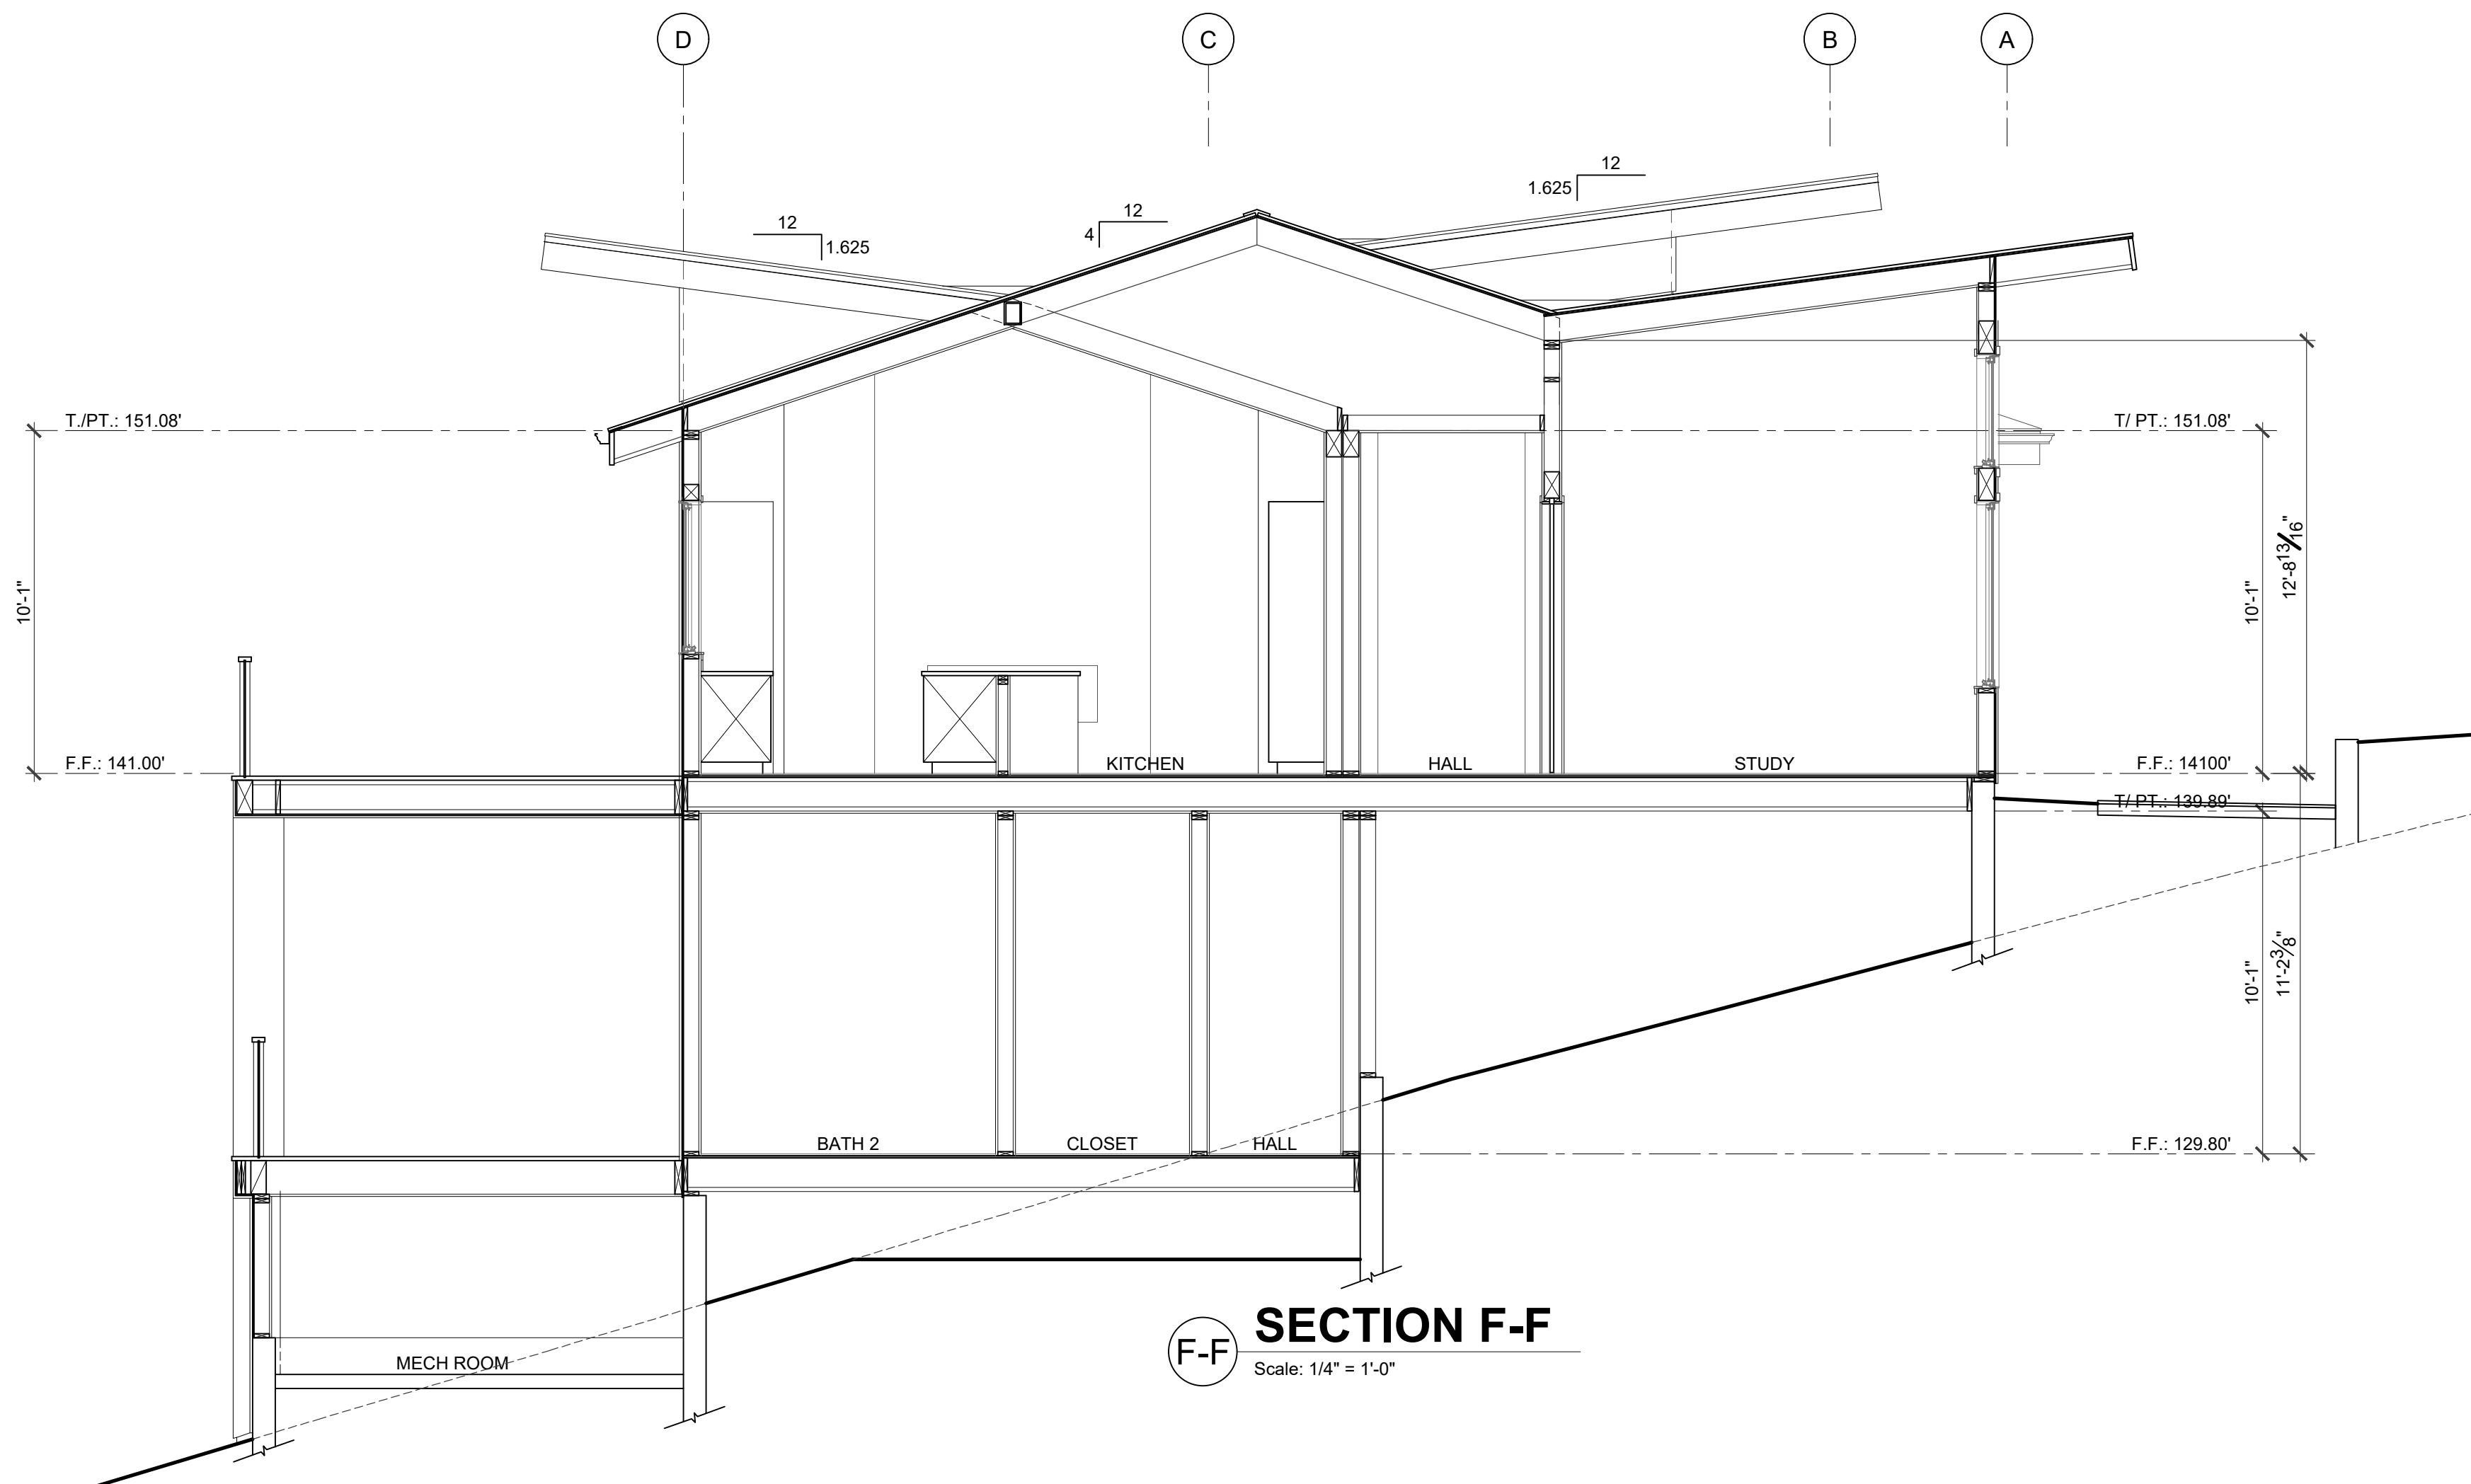 D
C
B
A
12
1.625
12
4
12
1.625
T./PT.: 151.08'
T/ PT.: 151.08'
10'-1"
10'-1"
12'-8 13/16"
F.F.: 141.00'
KITCHEN
HALL
STUDY
F.F.: 14100'
T/ PT.: 139.89'
10'-1"
11'-2 3/8"
BATH 2
CLOSET
HALL
F.F.: 129.80'
MECH ROOM
F-F
SECTION F-F
Scale: 1/4" = 1'-0"